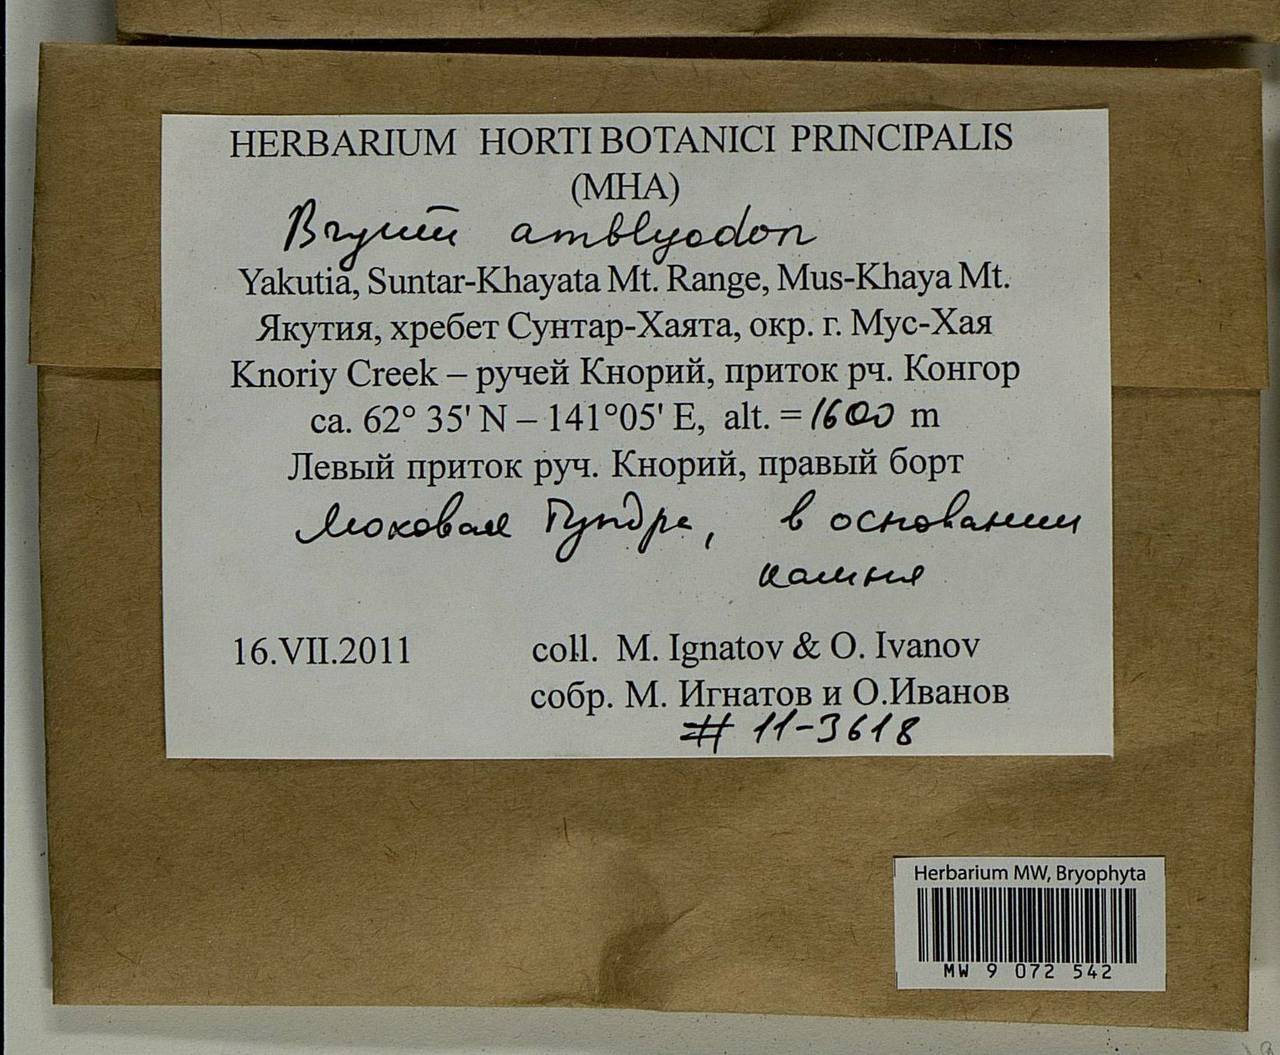 HERBARIUM HORTI BOTANICI PRINCIPALIS
(MHA)
Bryum amblyodon
Yakutia, Suntar-Khayata Mt. Range, Mus-Khaya Mt.
Якутия, хребет Сунтар-Хаята, окр. г. Мус-Хая
Knoriy Creek – ручей Кнорий, приток рч. Конгор
ca. 62° 35' N – 141°05' E, alt. = 1600 m
Левый приток руч. Кнорий, правый борт
Моховая тундра, в основании
камня
16.VII.2011 coll. M. Ignatov & O. Ivanov
собр. М. Игнатов и О.Иванов
# 11-3618
Herbarium MW, Bryophyta
MW 9 072 542